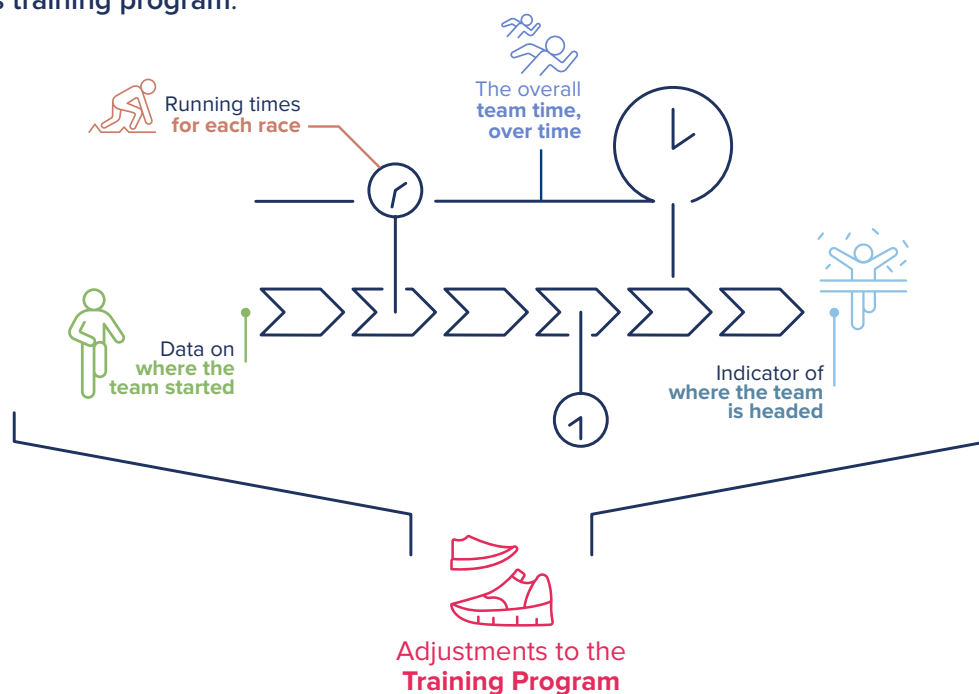 s training program.
Running times
for each race
The overall
team time,
over time
Data on
where the
team started
Indicator of
where the team
is headed
Adjustments to the
Training Program